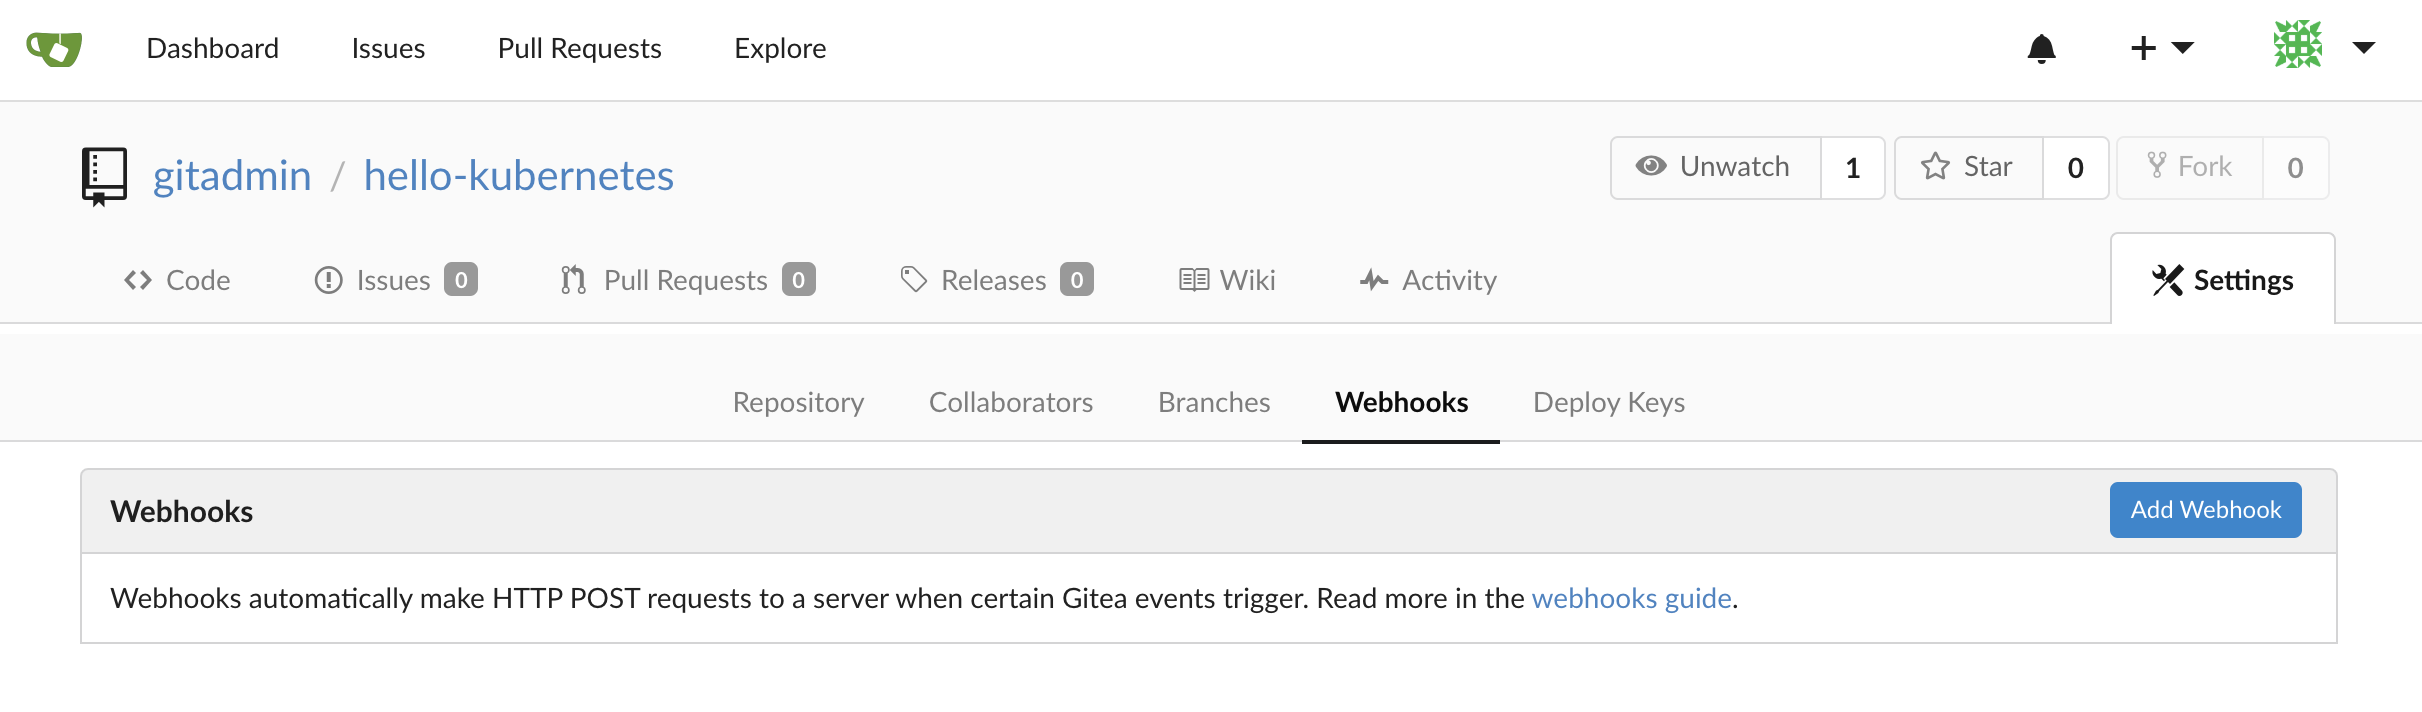 Dashboard Issues Pull Requests Explore
gitadmin / hello-kubernetes Unwatch 1 Star 0 Fork 0
Code Issues 0 Pull Requests 0 Releases 0 Wiki Activity Settings
Repository Collaborators Branches Webhooks Deploy Keys
Webhooks Add Webhook
Webhooks automatically make HTTP POST requests to a server when certain Gitea events trigger. Read more in the webhooks guide.